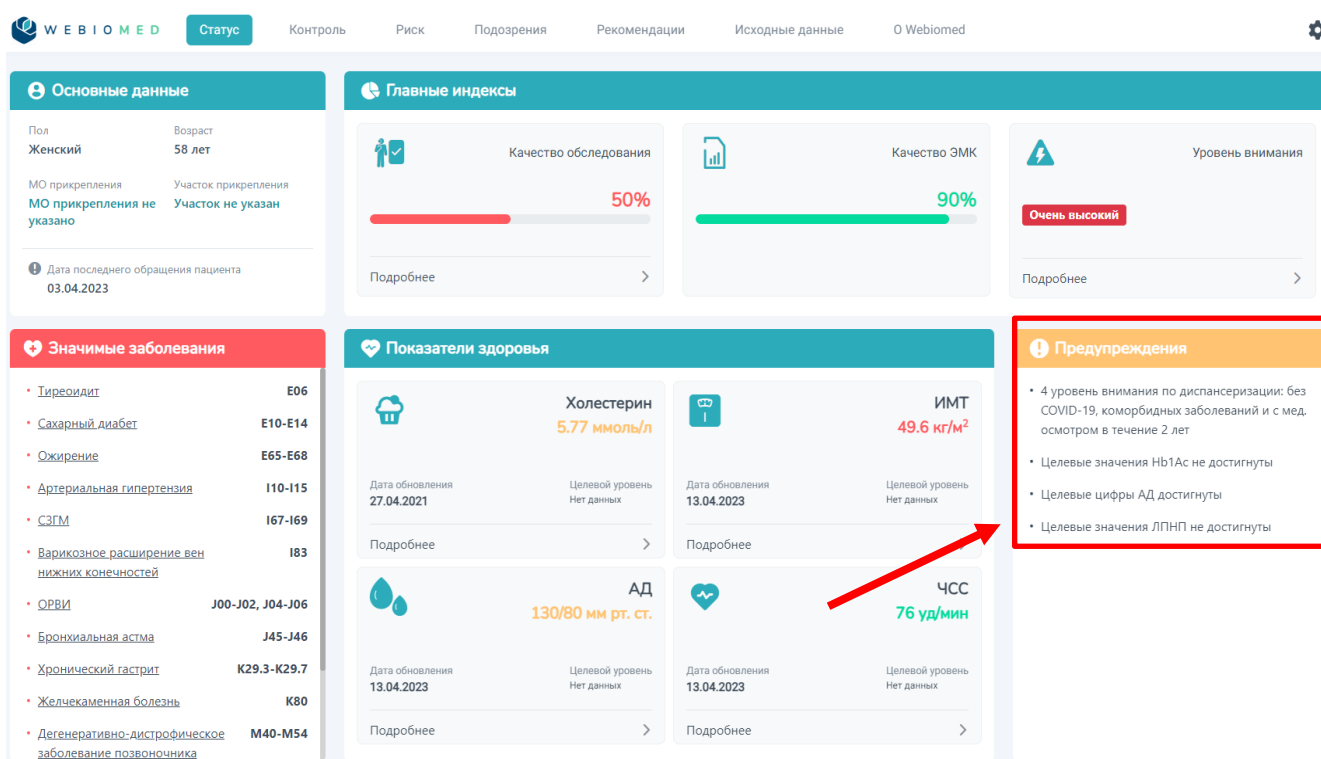 WEBIOMED
Статус
Контроль
Риск
Подозрения
Рекомендации
Исходные данные
О Webiomed
Основные данные
Пол
Возраст
Женский
58 лет
МО прикрепления
Участок прикрепления
МО прикрепления не указано
Участок не указан
Дата последнего обращения пациента
03.04.2023
Главные индексы
Качество обследования
50%
Подробнее
Качество ЭМК
90%
Уровень внимания
Очень высокий
Подробнее
Значимые заболевания
Тиреоидит E06
Сахарный диабет E10-E14
Ожирение E65-E68
Артериальная гипертензия I10-I15
СЗГМ I67-I69
Варикозное расширение вен I83
нижних конечностей
ОРВИ J00-J02, J04-J06
Бронхиальная астма J45-J46
Хронический гастрит K29.3-K29.7
Желчекаменная болезнь K80
Дегенеративно-дистрофическое M40-M54
заболевание позвоночника
Показатели здоровья
Холестерин
5.77 ммоль/л
Дата обновления
Целевой уровень
27.04.2021
Нет данных
Подробнее
ИМТ
49.6 кг/м²
Дата обновления
Целевой уровень
13.04.2023
Нет данных
Подробнее
АД
130/80 мм рт. ст.
Дата обновления
Целевой уровень
13.04.2023
Нет данных
Подробнее
ЧСС
76 уд/мин
Дата обновления
Целевой уровень
13.04.2023
Нет данных
Подробнее
Предупреждения
4 уровень внимания по диспансеризации: без
COVID-19, коморбидных заболеваний и с мед.
осмотром в течение 2 лет
Целевые значения Hb1Ac не достигнуты
Целевые цифры АД достигнуты
Целевые значения ЛПНП не достигнуты